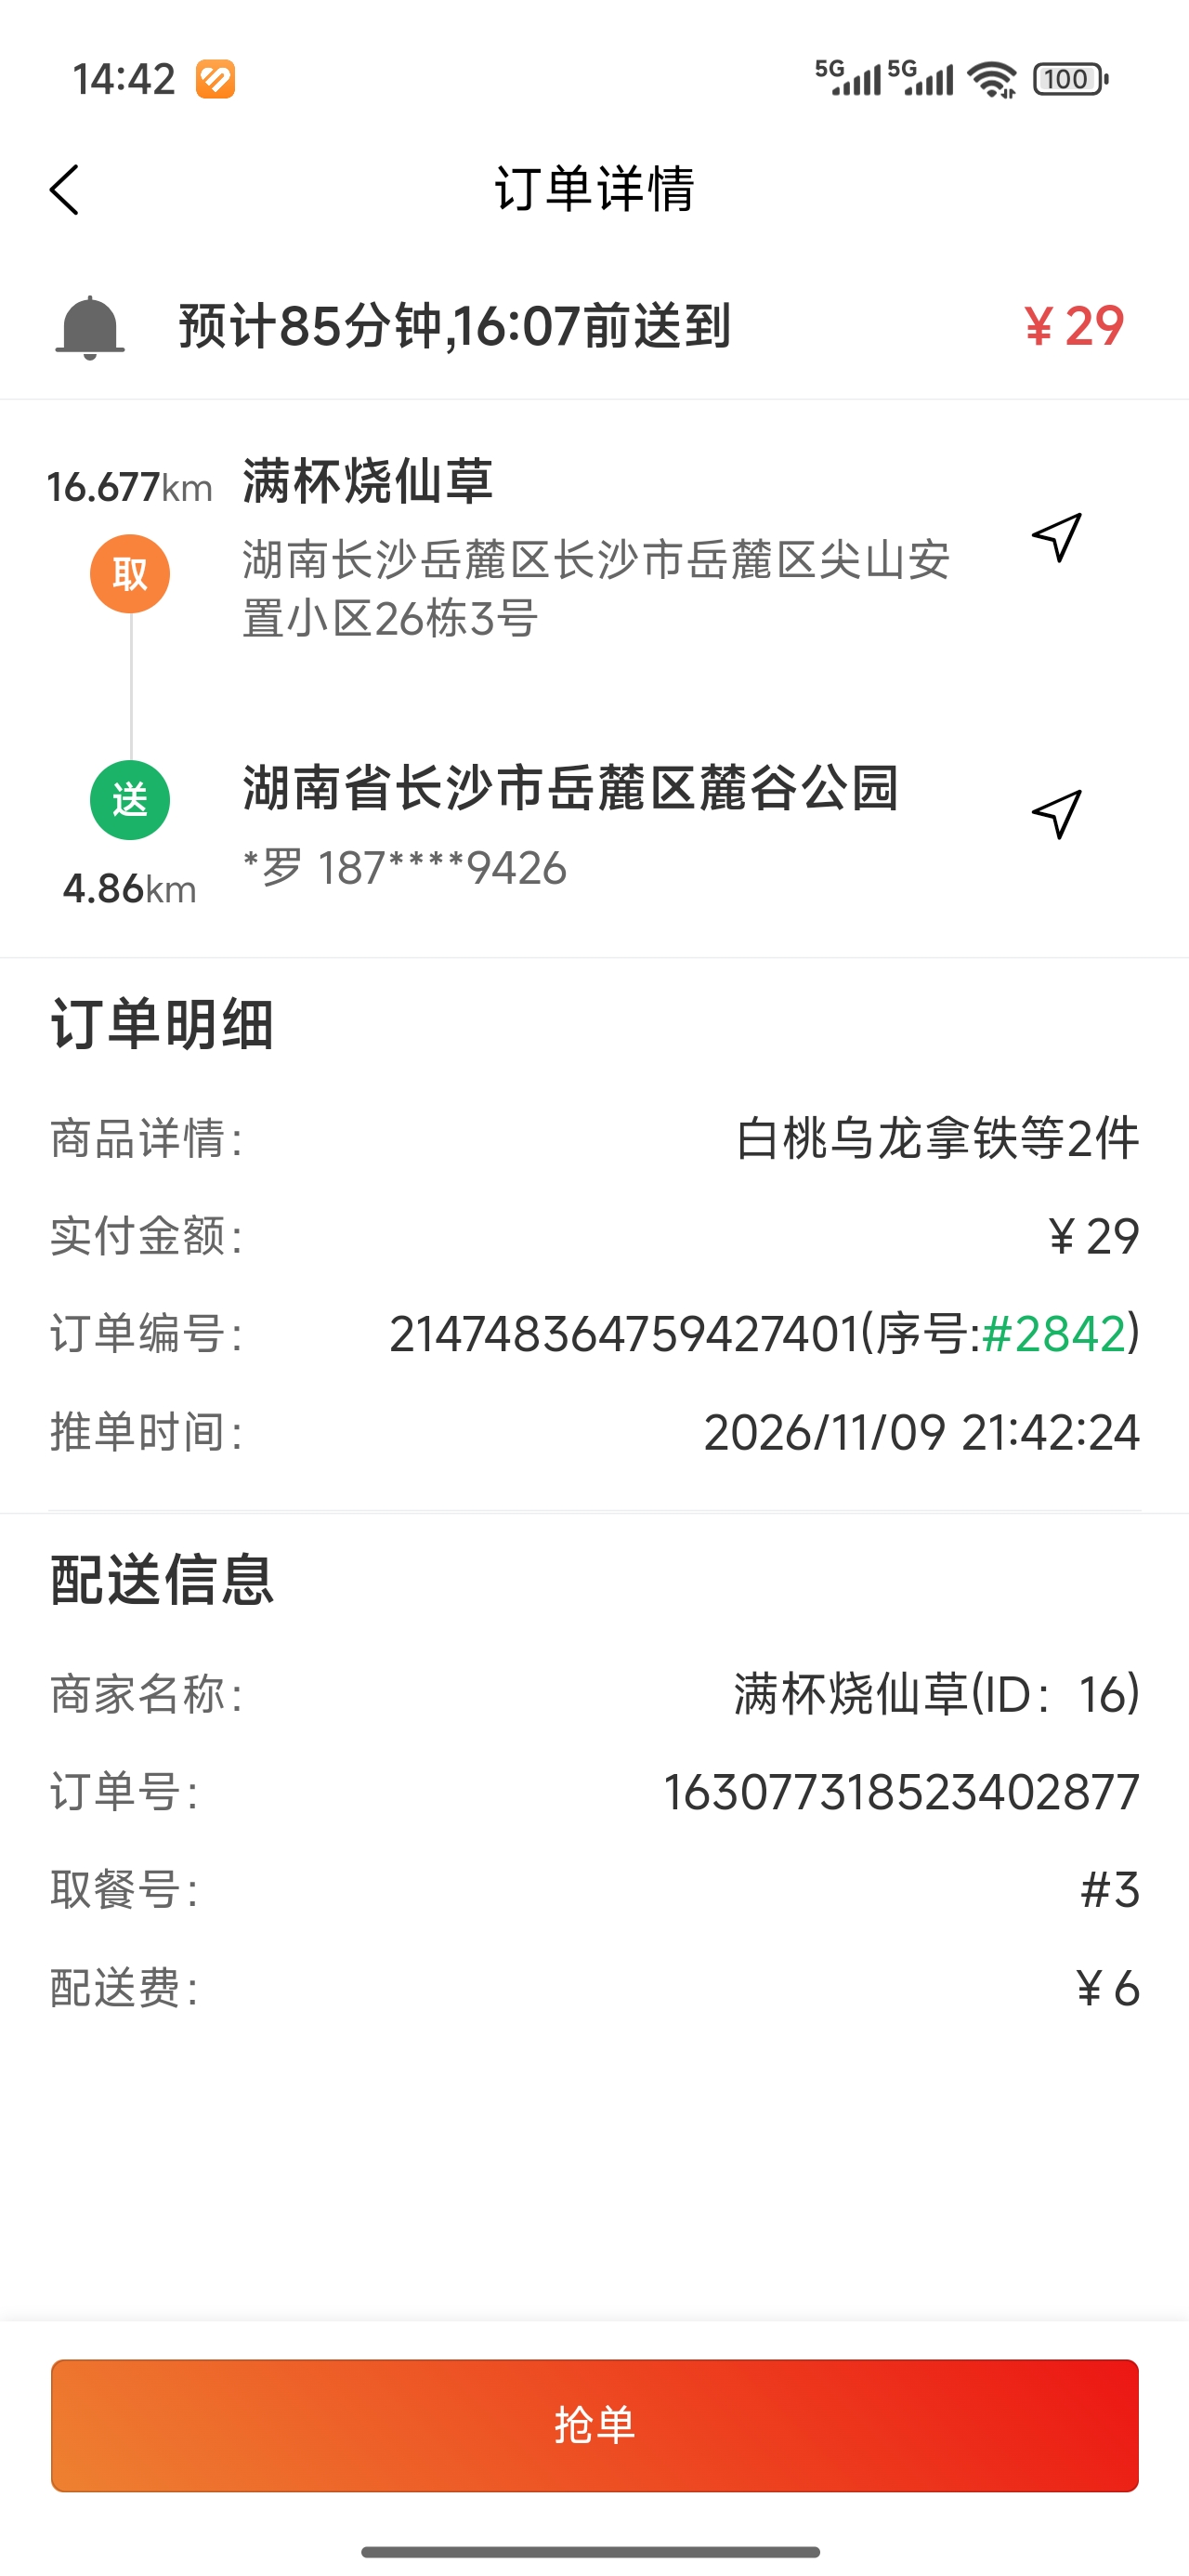 14:42
5G 5G 100
订单详情
预计85分钟,16:07前送到 ¥29
16.677km 满杯烧仙草
取 湖南长沙岳麓区长沙市岳麓区尖山安
置小区26栋3号
送 湖南省长沙市岳麓区麓谷公园
4.86km *罗 187****9426
订单明细
商品详情: 白桃乌龙拿铁等2件
实付金额: ¥29
订单编号: 214748364759427401(序号:#2842)
推单时间: 2026/11/09 21:42:24
配送信息
商家名称: 满杯烧仙草(ID：16)
订单号: 163077318523402877
取餐号: #3
配送费: ¥6
抢单